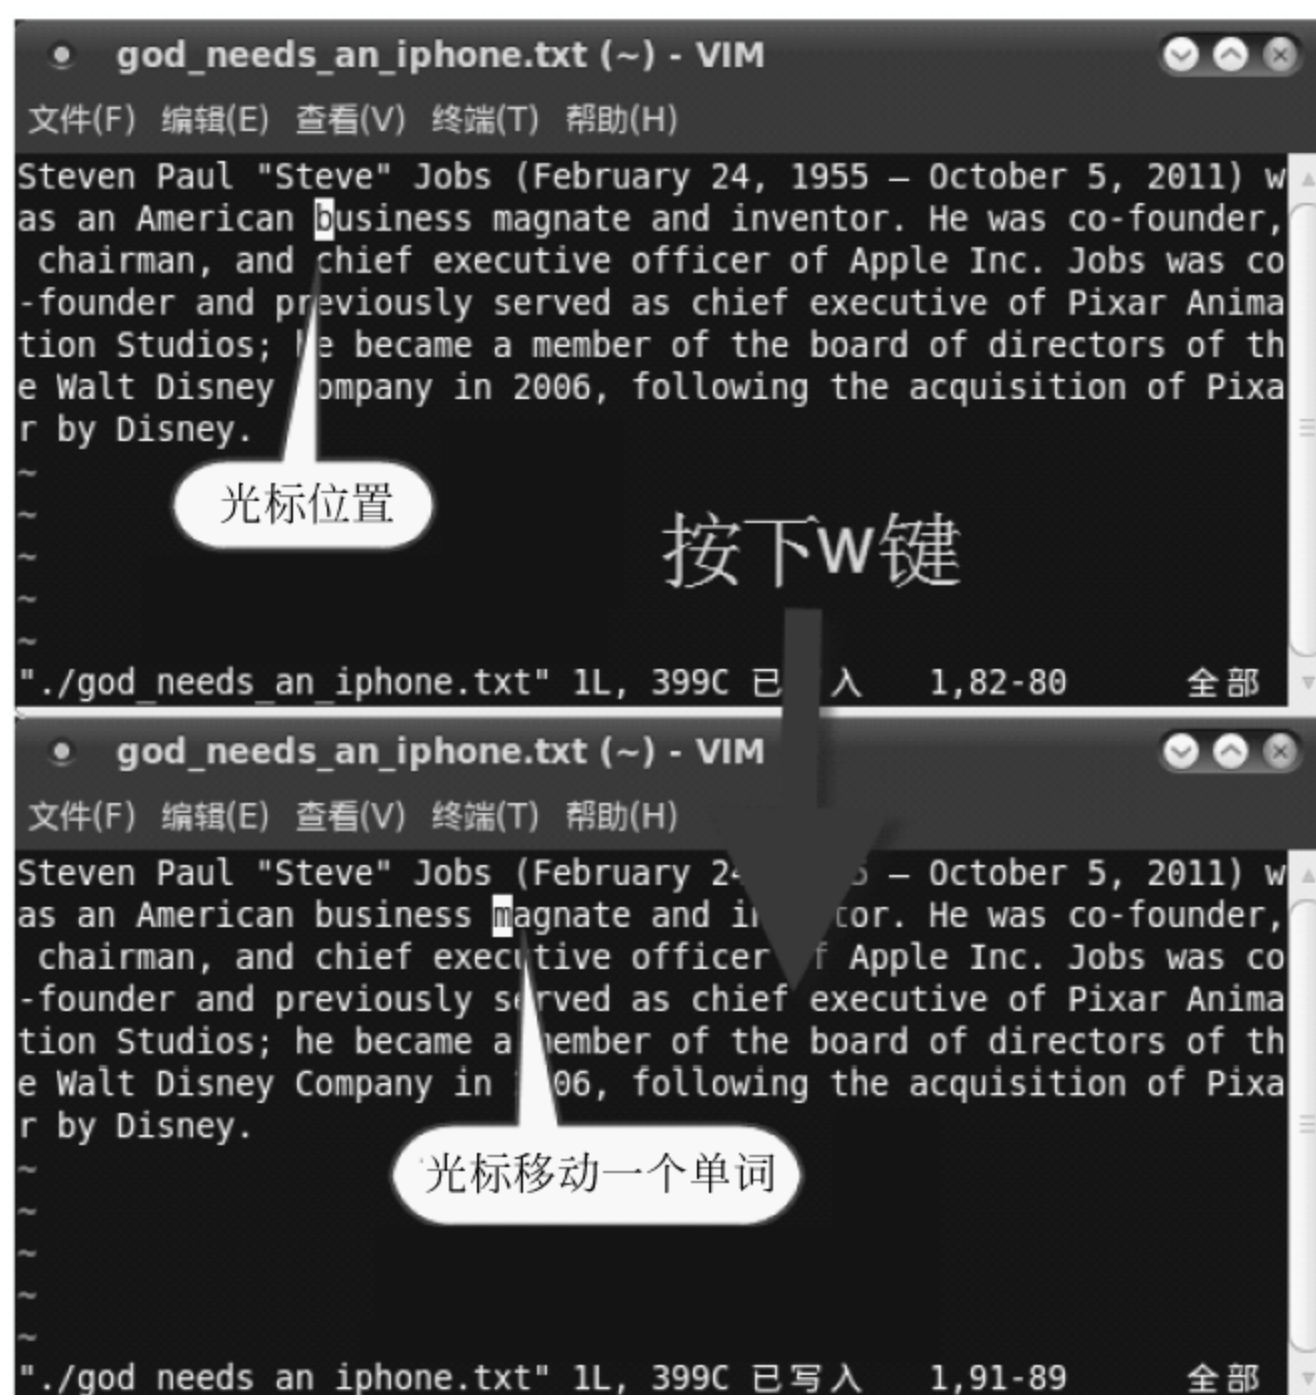 god_needs_an_iphone.txt (~) - VIM
文件(F) 编辑(E) 查看(V) 终端(T) 帮助(H)
Steven Paul "Steve" Jobs (February 24, 1955 – October 5, 2011) w
as an American business magnate and inventor. He was co-founder,
chairman, and chief executive officer of Apple Inc. Jobs was co
-founder and previously served as chief executive of Pixar Anima
tion Studios; he became a member of the board of directors of th
e Walt Disney Company in 2006, following the acquisition of Pixa
r by Disney.
~
~
光标位置
按下w键
~
~
~
"./god_needs_an_iphone.txt" 1L, 399C 已 入 1,82-80 全部
god_needs_an_iphone.txt (~) - VIM
文件(F) 编辑(E) 查看(V) 终端(T) 帮助(H)
Steven Paul "Steve" Jobs (February 24 – October 5, 2011) w
as an American business magnate and in tor. He was co-founder,
chairman, and chief executive officer f Apple Inc. Jobs was co
-founder and previously served as chief executive of Pixar Anima
tion Studios; he became a member of the board of directors of th
e Walt Disney Company in 06, following the acquisition of Pixa
r by Disney.
~
光标移动一个单词
~
~
~
~
"./god_needs_an_iphone.txt" 1L, 399C 已写入 1,91-89 全部